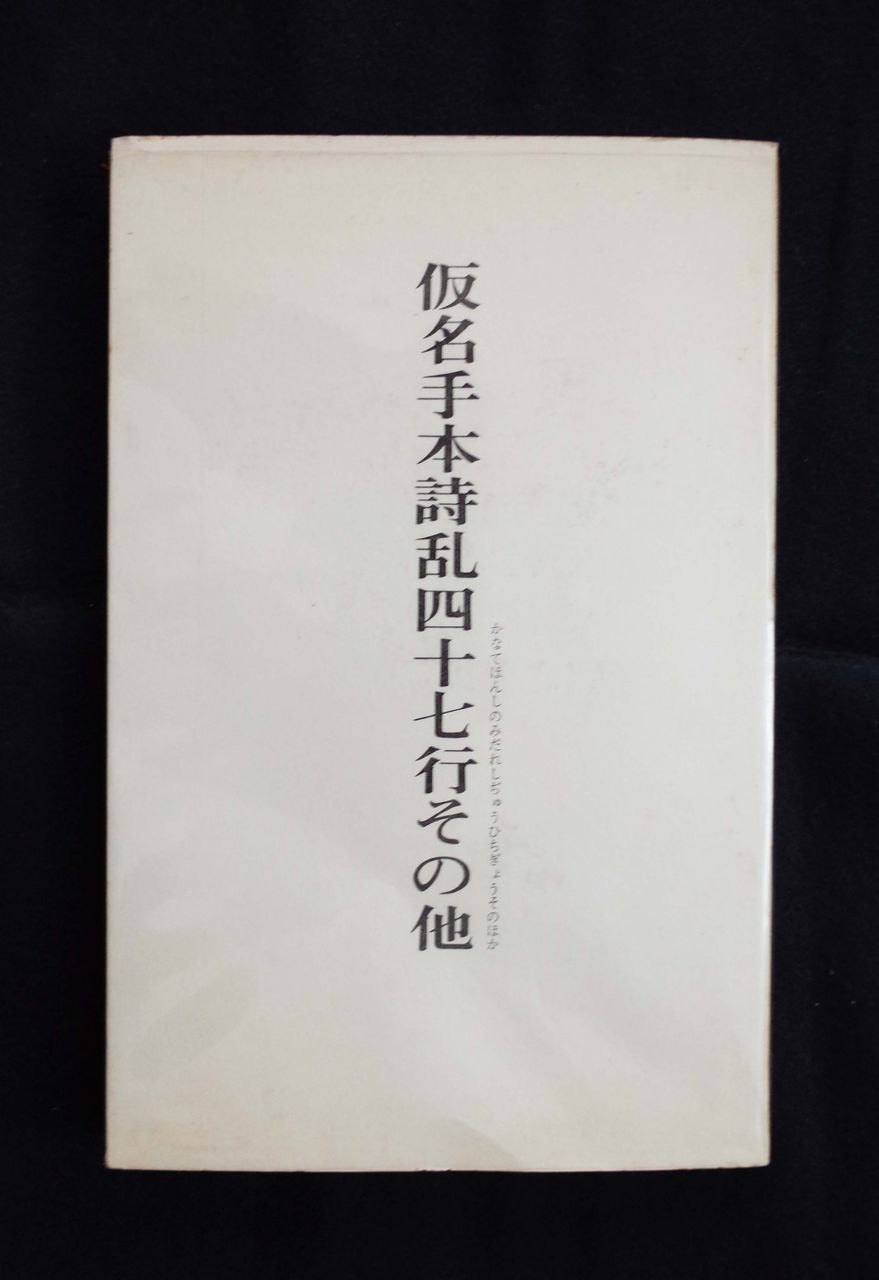 仮名手本詩乱四十七行その他
かなてほんしのみだれしぢゅうひちぎょうそのほか